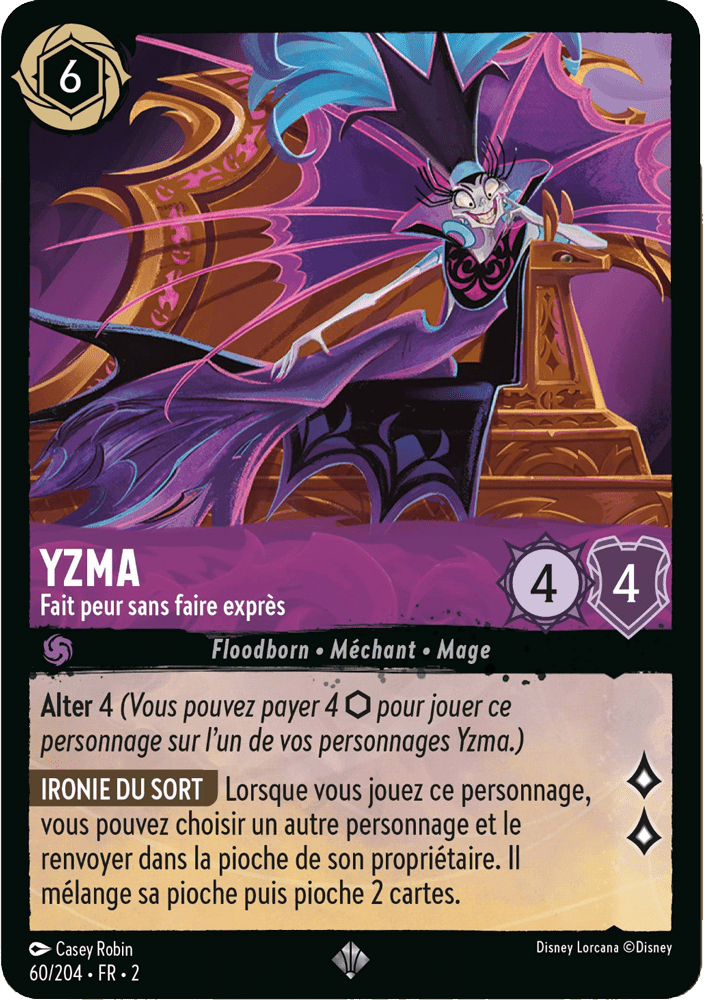 6
YZMA
Fait peur sans faire exprès
4
4
Floodborn • Méchant • Mage
Alter 4 (Vous pouvez payer 4 pour jouer ce
personnage sur l'un de vos personnages Yzma.)
IRONIE DU SORT Lorsque vous jouez ce personnage,
vous pouvez choisir un autre personnage et le
renvoyer dans la pioche de son propriétaire. Il
mélange sa pioche puis pioche 2 cartes.
Casey Robin
Disney Lorcana ©Disney
60/204 • FR • 2